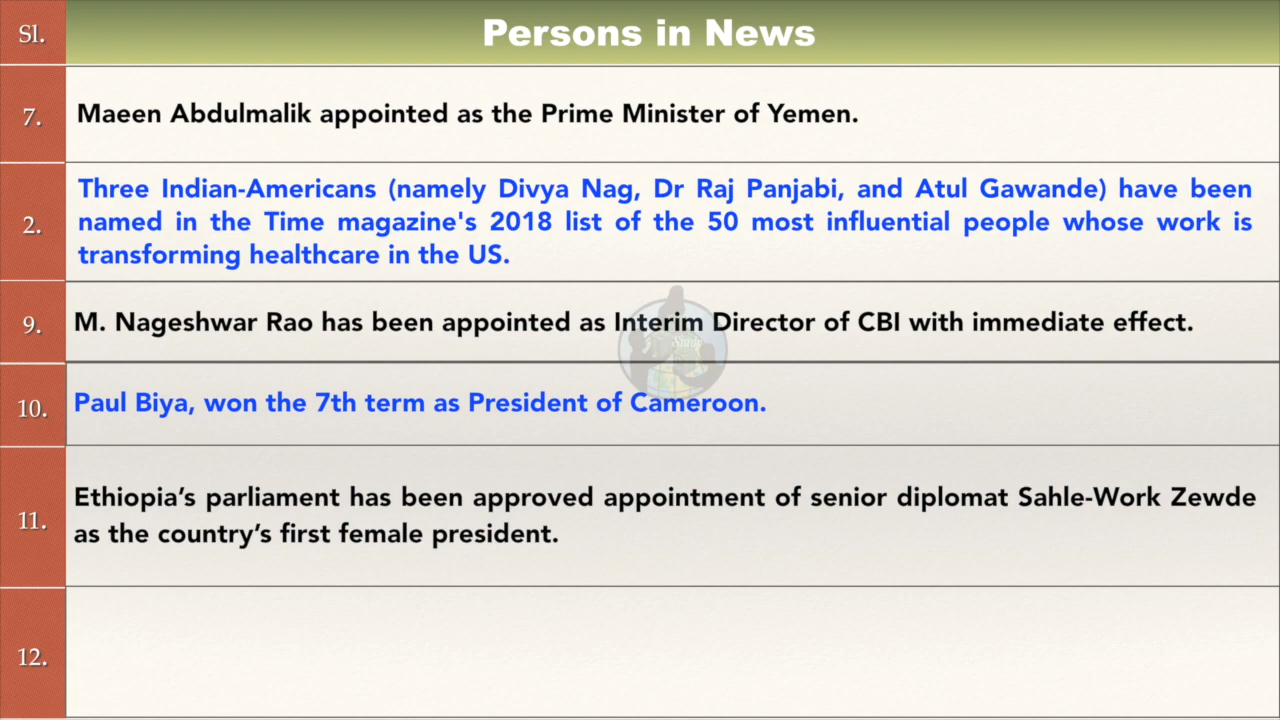 Sl.
Persons in News
7.
Maeen Abdulmalik appointed as the Prime Minister of Yemen.
2.
Three Indian-Americans (namely Divya Nag, Dr Raj Panjabi, and Atul Gawande) have been
named in the Time magazine's 2018 list of the 50 most influential people whose work is
transforming healthcare in the US.
9.
M. Nageshwar Rao has been appointed as Interim Director of CBI with immediate effect.
Study
10.
Paul Biya, won the 7th term as President of Cameroon.
11.
Ethiopia’s parliament has been approved appointment of senior diplomat Sahle-Work Zewde
as the country’s first female president.
12.